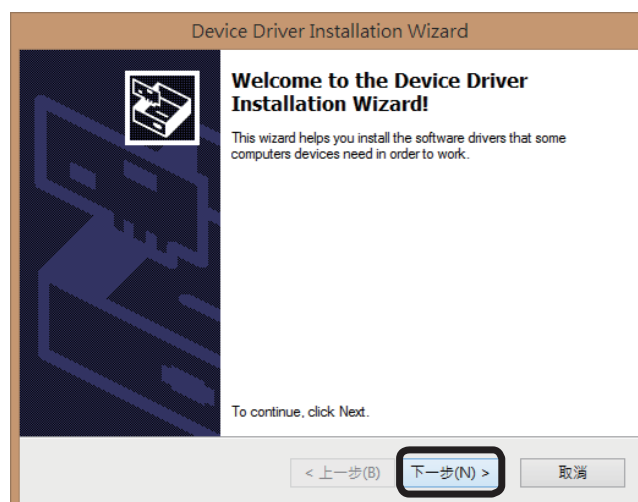 Device Driver Installation Wizard
Welcome to the Device Driver
Installation Wizard!
This wizard helps you install the software drivers that some
computers devices need in order to work.
To continue, click Next.
< 上一步(B)
下一步(N) >
取消